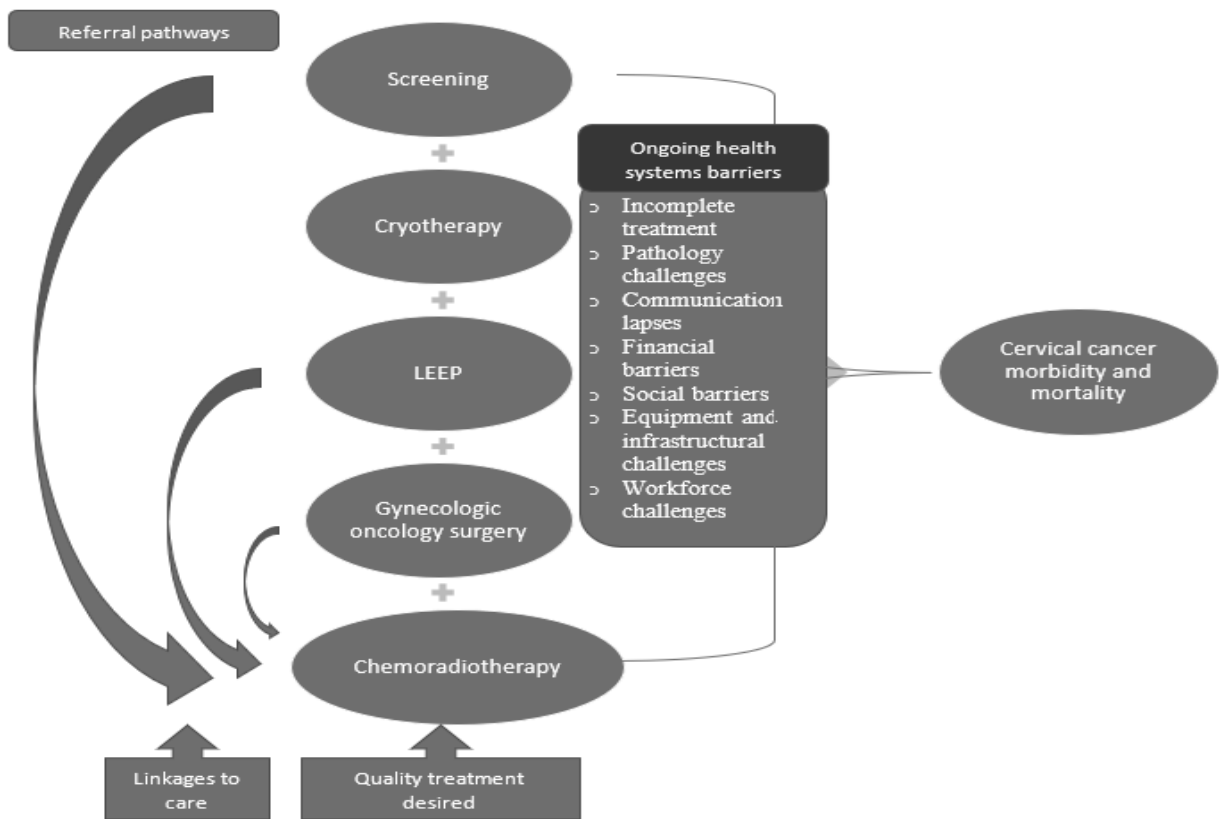 Referral pathways
Screening
Cryotherapy
LEEP
Gynecologic
oncology surgery
Chemoradiotherapy
Linkages to
care
Quality treatment
desired
Ongoing health
systems barriers
Incomplete
treatment
Pathology
challenges
Communication
lapses
Financial
barriers
Social barriers
Equipment and
infrastructural
challenges
Workforce
challenges
Cervical cancer
morbidity and
mortality